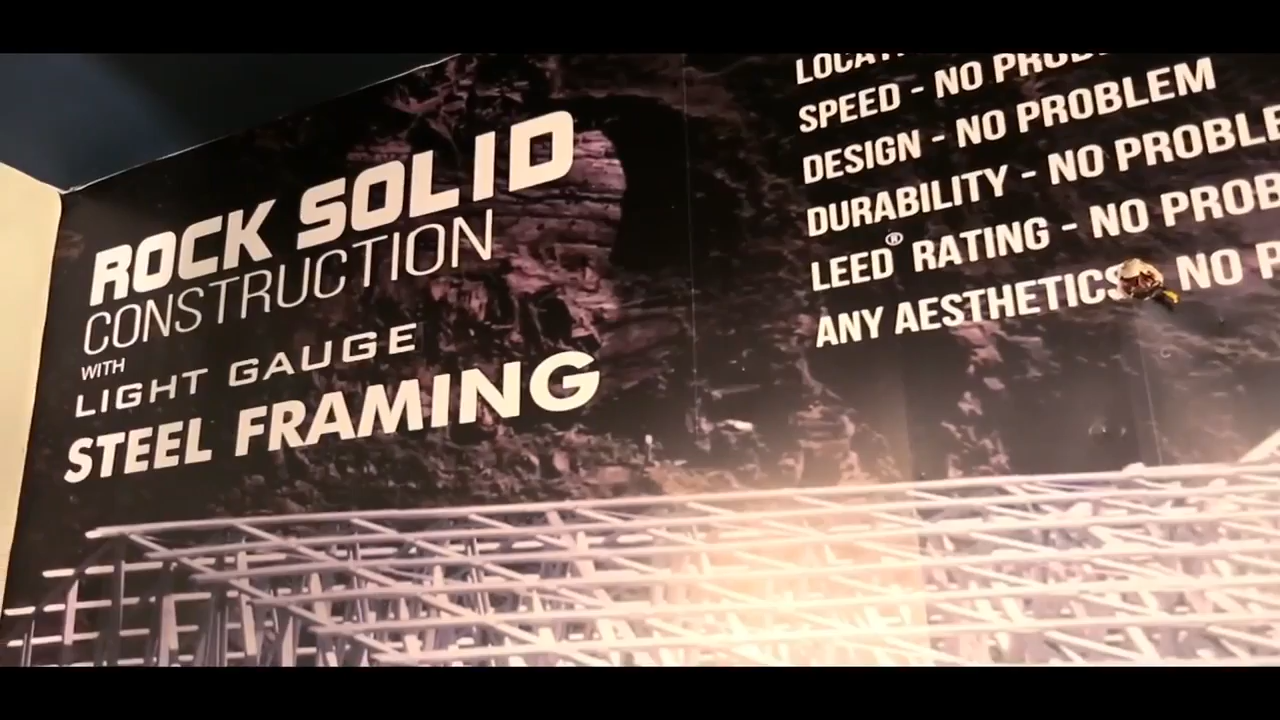 ROCK SOLID
CONSTRUCTION
WITH
LIGHT GAUGE
STEEL FRAMING
SPEED - NO
DESIGN - NO PROBLEM
DURABILITY - NO
LEED® RATING - NO
ANY AESTHETICS NO